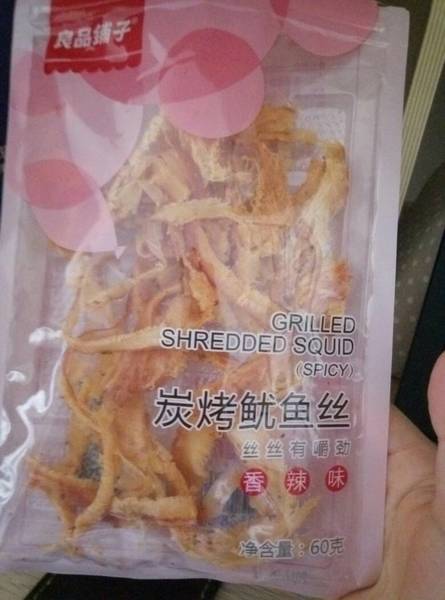 良品铺子
GRILLED
SHREDDED SQUID
(SPICY)
炭烤鱿鱼丝
丝丝有嚼劲
香辣味
净含量:60克